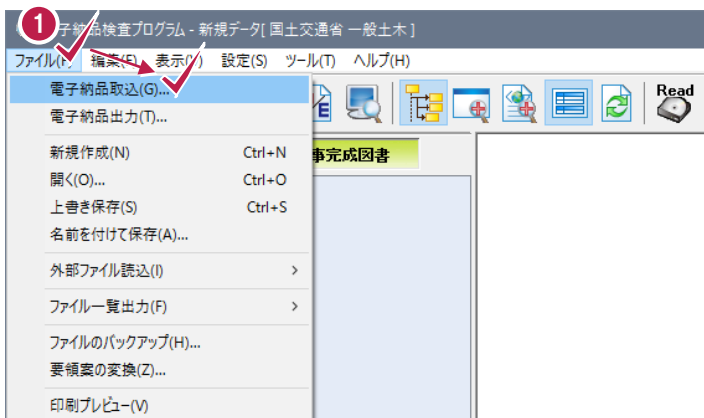 1
子納品検査プログラム - 新規データ[ 国土交通省 一般土木 ]
ファイル(F) 編集(E) 表示(V) 設定(S) ツール(T) ヘルプ(H)
電子納品取込(G)...
電子納品出力(T)...
Read
新規作成(N) Ctrl+N
事完成図書
開く(O)... Ctrl+O
上書き保存(S) Ctrl+S
名前を付けて保存(A)...
外部ファイル読込(I) >
ファイル一覧出力(F) >
ファイルのバックアップ(H)...
要領案の変換(Z)...
印刷プレビュー(V)